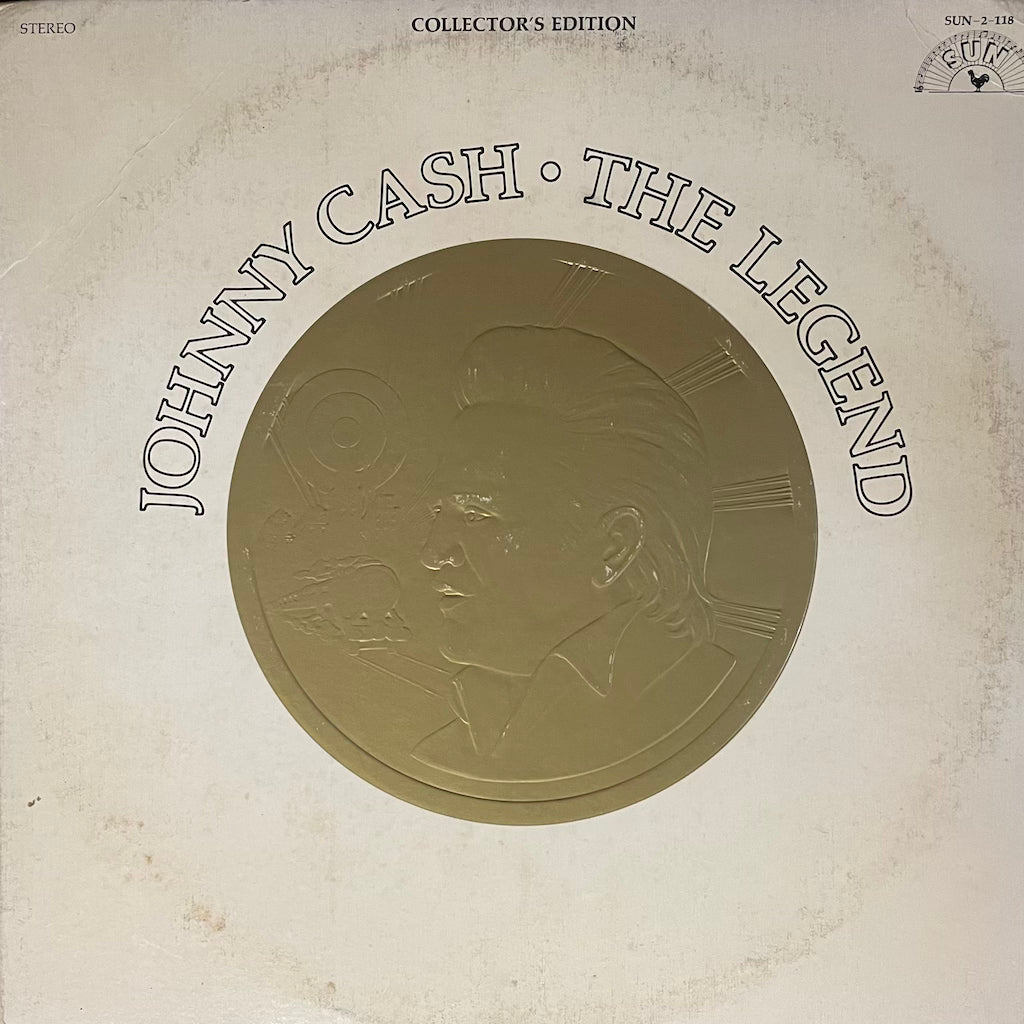 STEREO
COLLECTOR'S EDITION
SUN-2-118
SUN
JOHNNY CASH • THE LEGEND